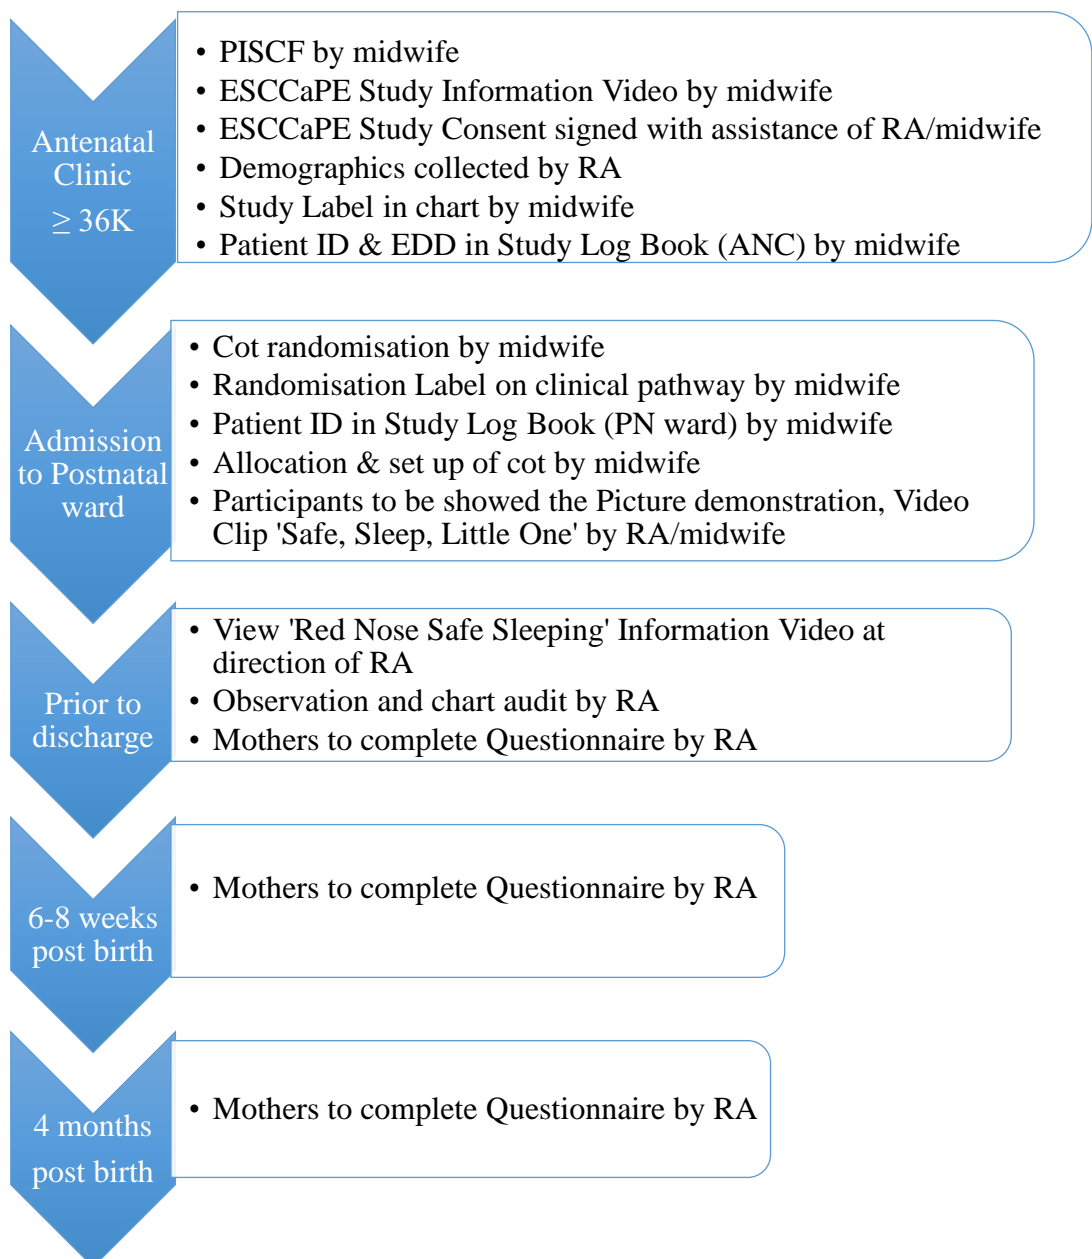 Antenatal
Clinic
≥ 36K
• PISCF by midwife
• ESCCaPE Study Information Video by midwife
• ESCCaPE Study Consent signed with assistance of RA/midwife
• Demographics collected by RA
• Study Label in chart by midwife
• Patient ID & EDD in Study Log Book (ANC) by midwife
Admission
to Postnatal
ward
• Cot randomisation by midwife
• Randomisation Label on clinical pathway by midwife
• Patient ID in Study Log Book (PN ward) by midwife
• Allocation & set up of cot by midwife
• Participants to be showed the Picture demonstration, Video
Clip 'Safe, Sleep, Little One' by RA/midwife
Prior to
discharge
• View 'Red Nose Safe Sleeping' Information Video at
direction of RA
• Observation and chart audit by RA
• Mothers to complete Questionnaire by RA
6-8 weeks
post birth
• Mothers to complete Questionnaire by RA
4 months
post birth
• Mothers to complete Questionnaire by RA